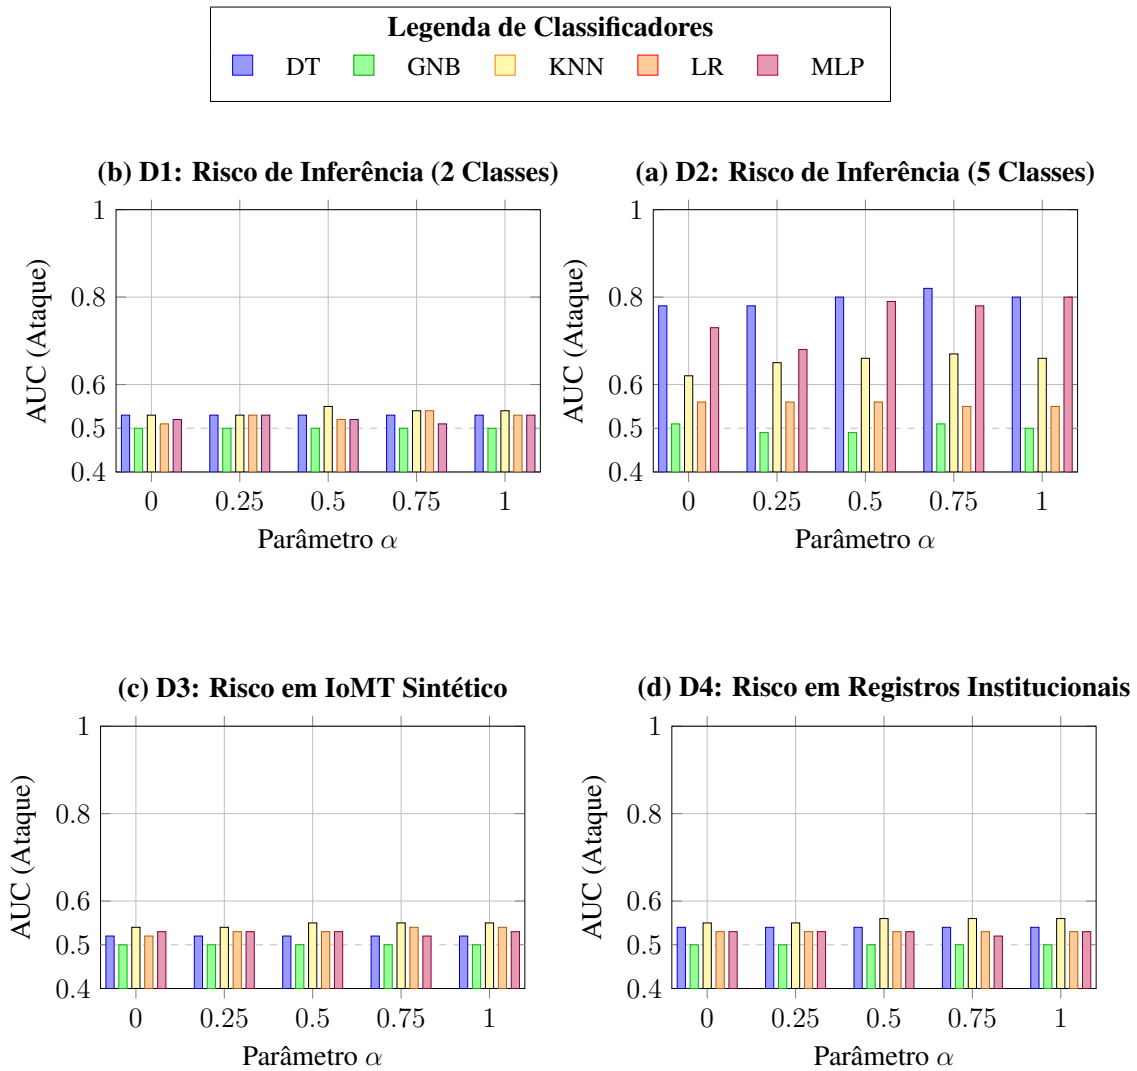 Legenda de Classificadores
DT GNB KNN LR MLP
(b) D1: Risco de Inferência (2 Classes)
1
0.8
0.6
0.5
0.4
AUC (Ataque)
0 0.25 0.5 0.75 1
Parâmetro α
(a) D2: Risco de Inferência (5 Classes)
1
0.8
0.6
0.5
0.4
AUC (Ataque)
0 0.25 0.5 0.75 1
Parâmetro α
(c) D3: Risco em IoMT Sintético
1
0.8
0.6
0.5
0.4
AUC (Ataque)
0 0.25 0.5 0.75 1
Parâmetro α
(d) D4: Risco em Registros Institucionais
1
0.8
0.6
0.5
0.4
AUC (Ataque)
0 0.25 0.5 0.75 1
Parâmetro α